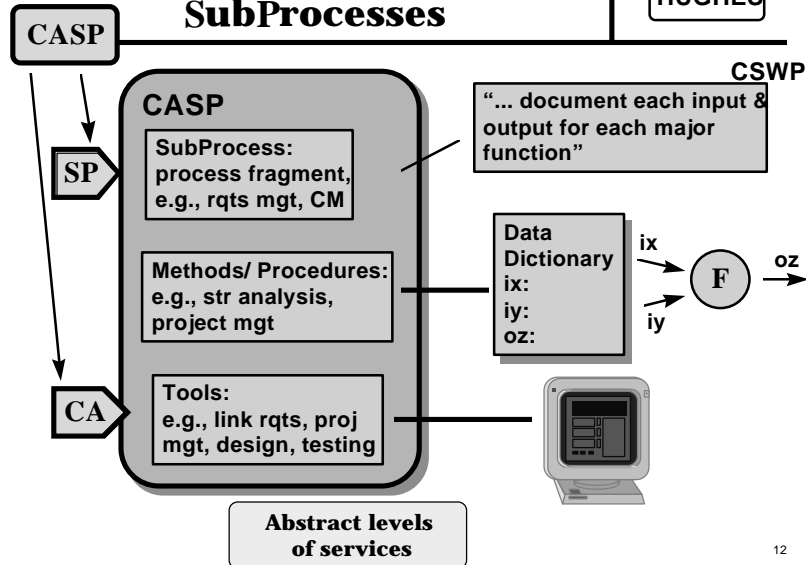 SubProcesses
HUGHES
CASP
CSWP
CASP
"... document each input &
output for each major
function"
SubProcess:
process fragment,
e.g., rqts mgt, CM
SP
Methods/ Procedures:
e.g., str analysis,
project mgt
Data
Dictionary
ix:
iy:
oz:
ix
iy
F
oz
CA
Tools:
e.g., link rqts, proj
mgt, design, testing
Abstract levels
of services
12